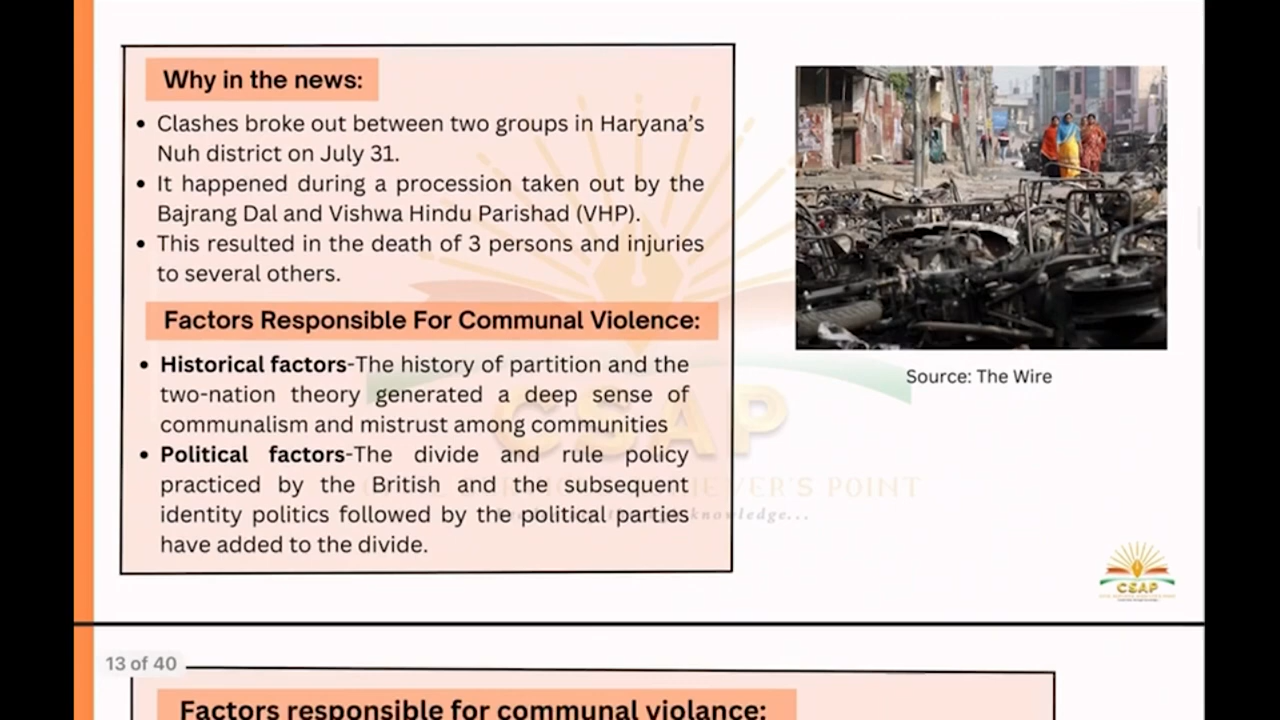 Why in the news:
• Clashes broke out between two groups in Haryana’s
Nuh district on July 31.
• It happened during a procession taken out by the
Bajrang Dal and Vishwa Hindu Parishad (VHP).
• This resulted in the death of 3 persons and injuries
to several others.
Factors Responsible For Communal Violence:
• Historical factors-The history of partition and the
two-nation theory generated a deep sense of
communalism and mistrust among communities
• Political factors-The divide and rule policy
practiced by the British and the subsequent
identity politics followed by the political parties
have added to the divide.
Source: The Wire
CSAP
CSAP
13 of 40
Factors responsible for communal violance: